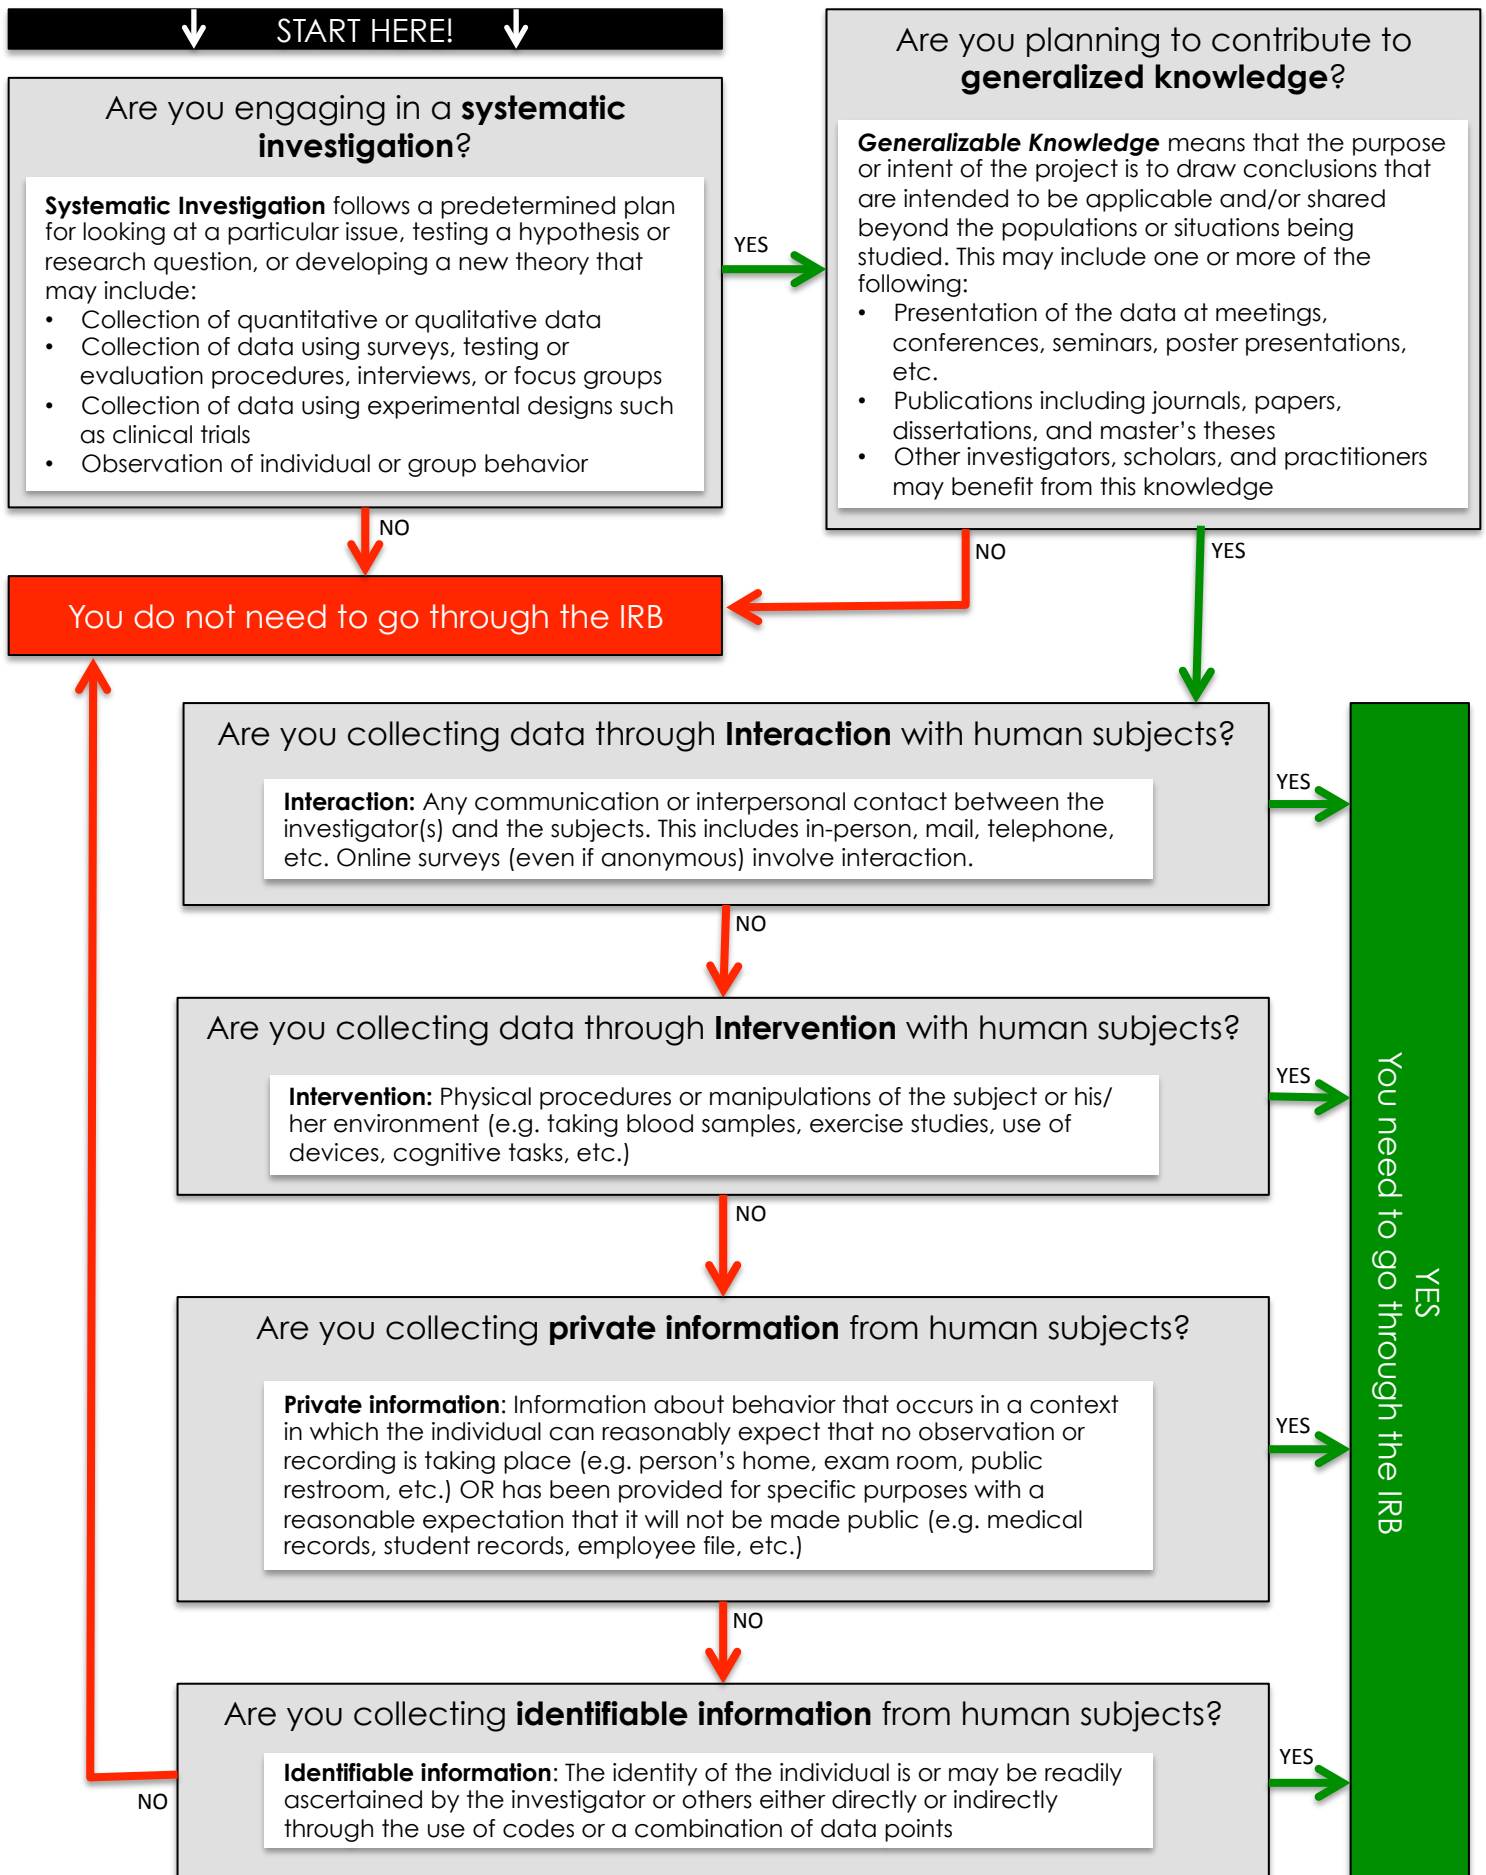 START HERE!
Are you engaging in a systematic
investigation?
Systematic Investigation follows a predetermined plan
for looking at a particular issue, testing a hypothesis or
research question, or developing a new theory that
may include:
• Collection of quantitative or qualitative data
• Collection of data using surveys, testing or
evaluation procedures, interviews, or focus groups
• Collection of data using experimental designs such
as clinical trials
• Observation of individual or group behavior
YES
NO
Are you planning to contribute to
generalized knowledge?
Generalizable Knowledge means that the purpose
or intent of the project is to draw conclusions that
are intended to be applicable and/or shared
beyond the populations or situations being
studied. This may include one or more of the
following:
• Presentation of the data at meetings,
conferences, seminars, poster presentations,
etc.
• Publications including journals, papers,
dissertations, and master’s theses
• Other investigators, scholars, and practitioners
may benefit from this knowledge
NO
YES
You do not need to go through the IRB
Are you collecting data through Interaction with human subjects?
Interaction: Any communication or interpersonal contact between the
investigator(s) and the subjects. This includes in-person, mail, telephone,
etc. Online surveys (even if anonymous) involve interaction.
YES
NO
Are you collecting data through Intervention with human subjects?
Intervention: Physical procedures or manipulations of the subject or his/
her environment (e.g. taking blood samples, exercise studies, use of
devices, cognitive tasks, etc.)
YES
NO
Are you collecting private information from human subjects?
Private information: Information about behavior that occurs in a context
in which the individual can reasonably expect that no observation or
recording is taking place (e.g. person’s home, exam room, public
restroom, etc.) OR has been provided for specific purposes with a
reasonable expectation that it will not be made public (e.g. medical
records, student records, employee file, etc.)
YES
NO
Are you collecting identifiable information from human subjects?
Identifiable information: The identity of the individual is or may be readily
ascertained by the investigator or others either directly or indirectly
through the use of codes or a combination of data points
YES
NO
YES
You need to go through the IRB